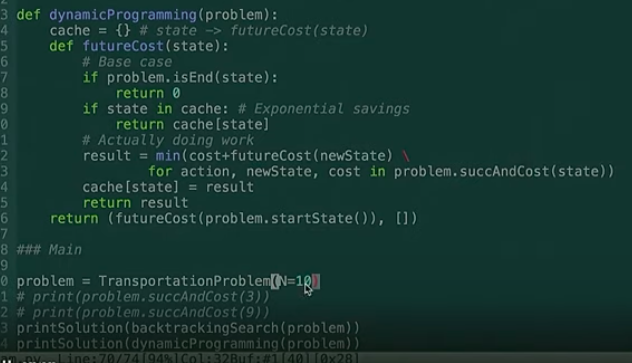 3 def dynamicProgramming(problem):
4     cache = {} # state -> futureCost(state)
5     def futureCost(state):
6         # Base case
7         if problem.isEnd(state):
8             return 0
9         if state in cache: # Exponential savings
0             return cache[state]
1         # Actually doing work
2         result = min(cost+futureCost(newState) \
3                 for action, newState, cost in problem.succAndCost(state))
4         cache[state] = result
5         return result
6     return (futureCost(problem.startState()), [])
7
8 ### Main
9
0 problem = TransportationProblem(N=10)
1 # print(problem.succAndCost(3))
2 # print(problem.succAndCost(9))
3 printSolution(backtrackingSearch(problem))
4 printSolution(dynamicProgramming(problem))
Line:70/74[94%]Col:32Buf:#1[40][0x28]